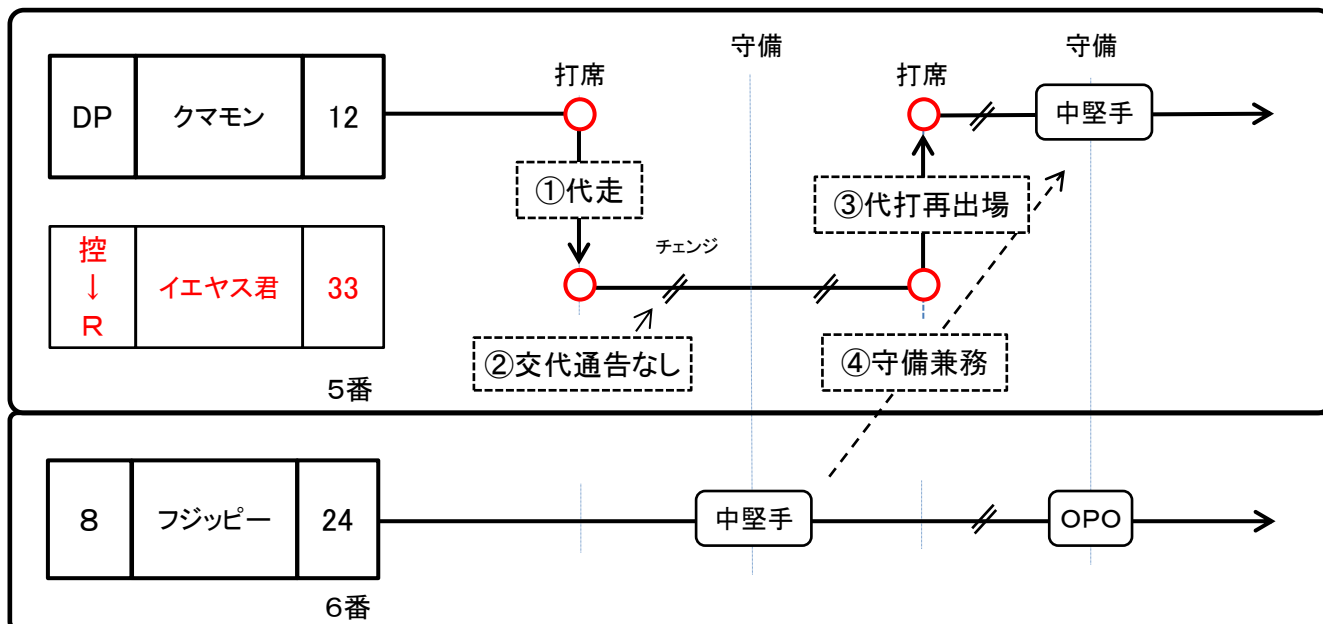 守備
守備
打席
打席
DP
クマモン
12
中堅手
①代走
③代打再出場
控
↓
R
イエヤス君
33
チェンジ
②交代通告なし
④守備兼務
5番
8
フジッピー
24
中堅手
OPO
6番